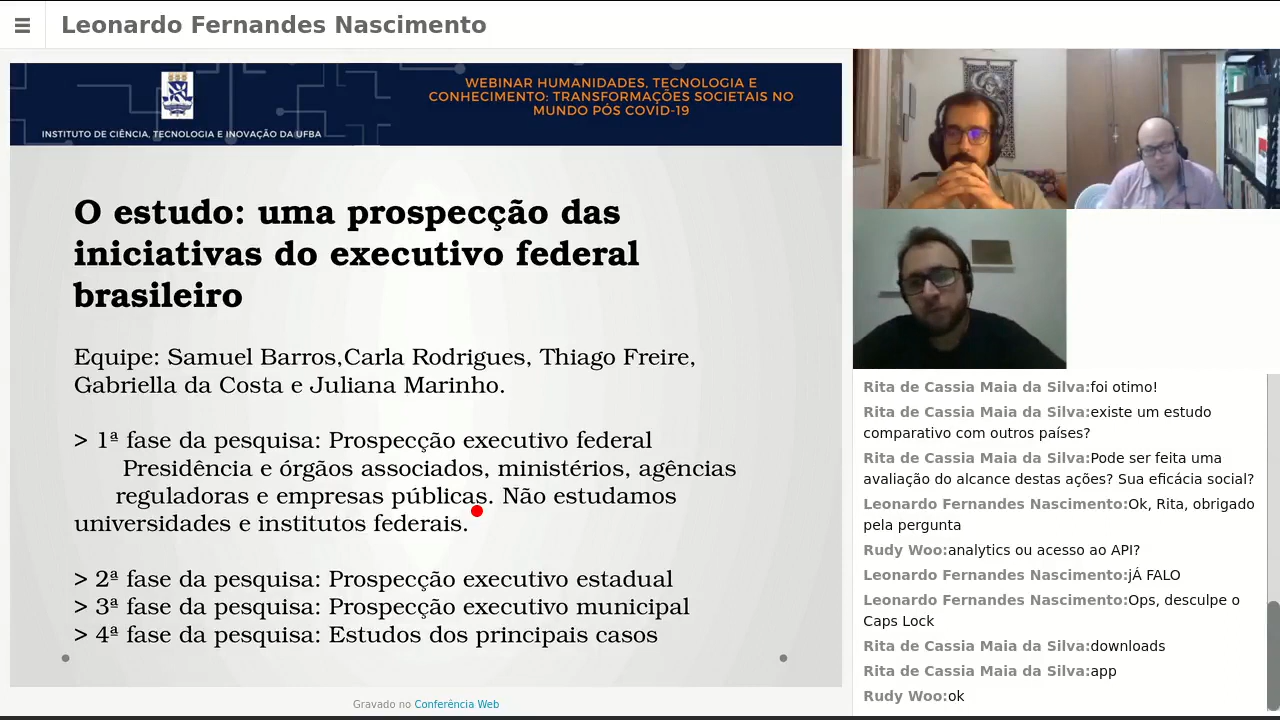 Leonardo Fernandes Nascimento
INSTITUTO DE CIÊNCIA, TECNOLOGIA E INOVAÇÃO DA UFBA
WEBINAR HUMANIDADES, TECNOLOGIA E
CONHECIMENTO: TRANSFORMAÇÕES SOCIETAIS NO
MUNDO PÓS COVID-19
O estudo: uma prospecção das
iniciativas do executivo federal
brasileiro
Equipe: Samuel Barros,Carla Rodrigues, Thiago Freire,
Gabriella da Costa e Juliana Marinho.
> 1ª fase da pesquisa: Prospecção executivo federal
Presidência e órgãos associados, ministérios, agências
reguladoras e empresas públicas. Não estudamos
universidades e institutos federais.
> 2ª fase da pesquisa: Prospecção executivo estadual
> 3ª fase da pesquisa: Prospecção executivo municipal
> 4ª fase da pesquisa: Estudos dos principais casos
Gravado no Conferência Web
Rita de Cassia Maia da Silva:foi otimo!
Rita de Cassia Maia da Silva:existe um estudo
comparativo com outros países?
Rita de Cassia Maia da Silva:Pode ser feita uma
avaliação do alcance destas ações? Sua eficácia social?
Leonardo Fernandes Nascimento:Ok, Rita, obrigado
pela pergunta
Rudy Woo:analytics ou acesso ao API?
Leonardo Fernandes Nascimento:jÁ FALO
Leonardo Fernandes Nascimento:Ops, desculpe o
Caps Lock
Rita de Cassia Maia da Silva:downloads
Rita de Cassia Maia da Silva:app
Rudy Woo:ok